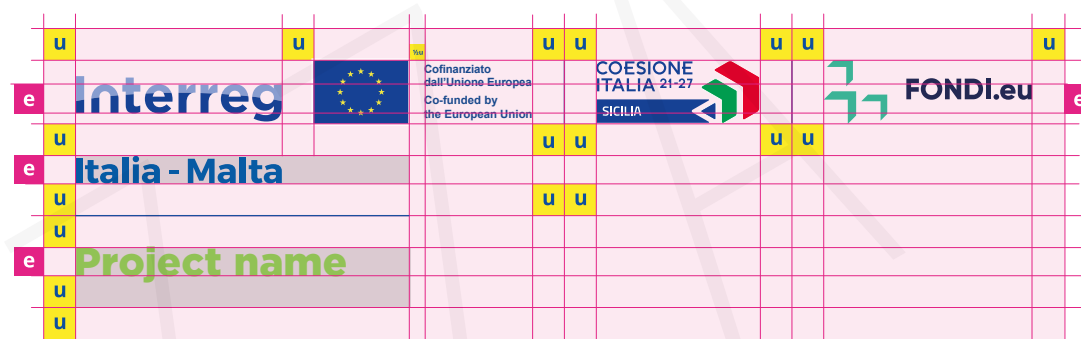 u u ½u u u u u u
Interreg
Cofinanziato
dall'Unione Europea
Co-funded by
the European Union
COESIONE
ITALIA 21-27
SICILIA
FONDI.eu
e e
u u u u u
e Italia - Malta
u u u
u
e Project name
u
u